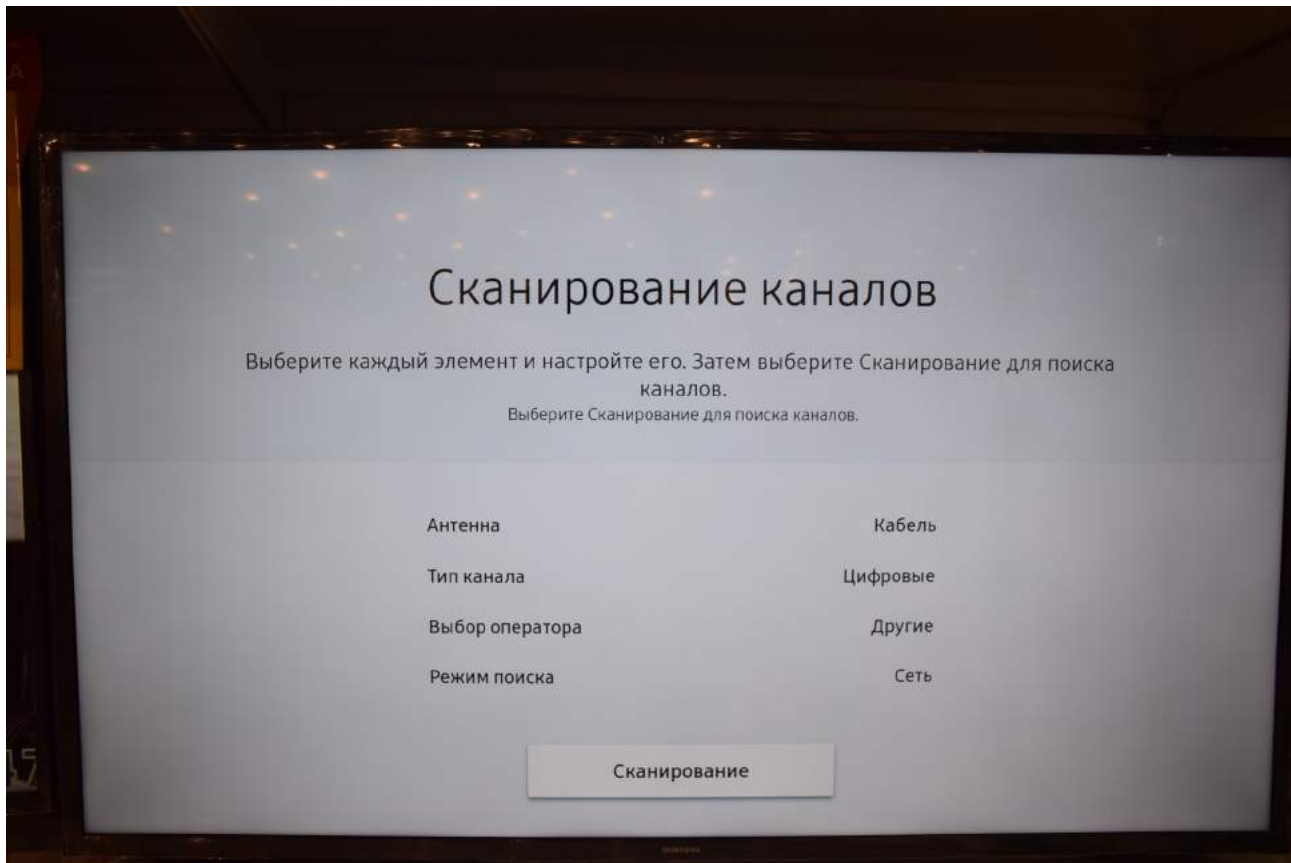 Сканирование каналов
Выберите каждый элемент и настройте его. Затем выберите Сканирование для поиска
каналов.
Выберите Сканирование для поиска каналов.
Антенна Кабель
Тип канала Цифровые
Выбор оператора Другие
Режим поиска Сеть
Сканирование
SAMSUNG